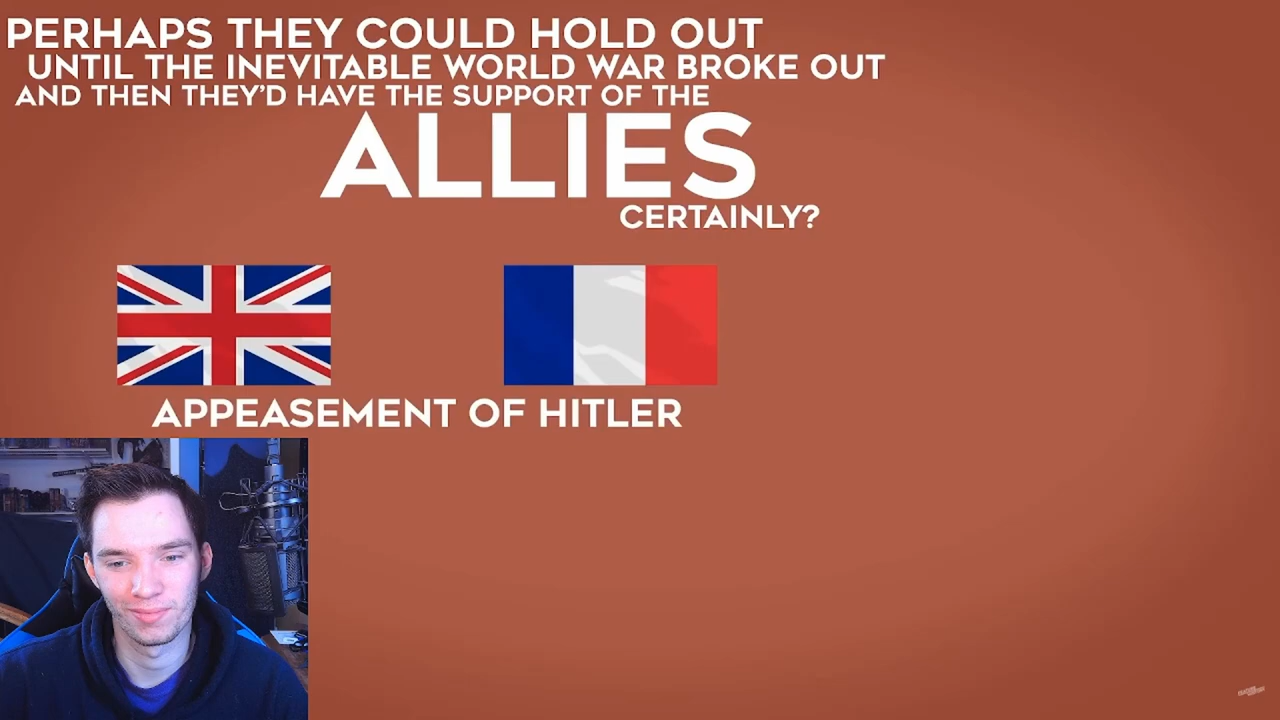 PERHAPS THEY COULD HOLD OUT
UNTIL THE INEVITABLE WORLD WAR BROKE OUT
AND THEN THEY'D HAVE THE SUPPORT OF THE
ALLIES
CERTAINLY?
APPEASEMENT OF HITLER